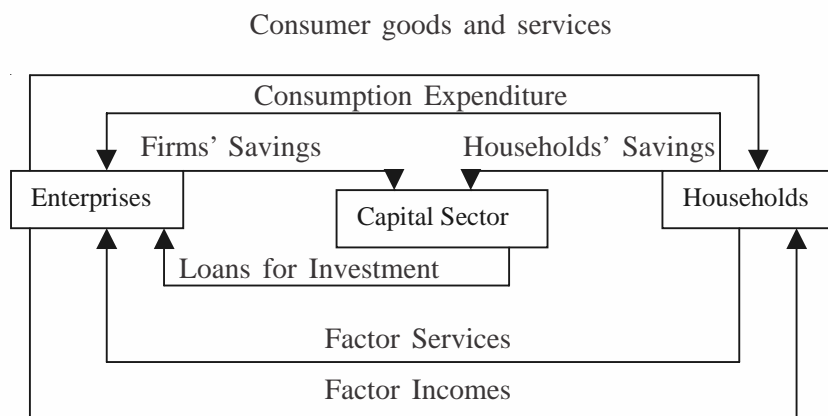 Consumer goods and services
Consumption Expenditure
Firms' Savings
Households' Savings
Enterprises
Capital Sector
Households
Loans for Investment
Factor Services
Factor Incomes